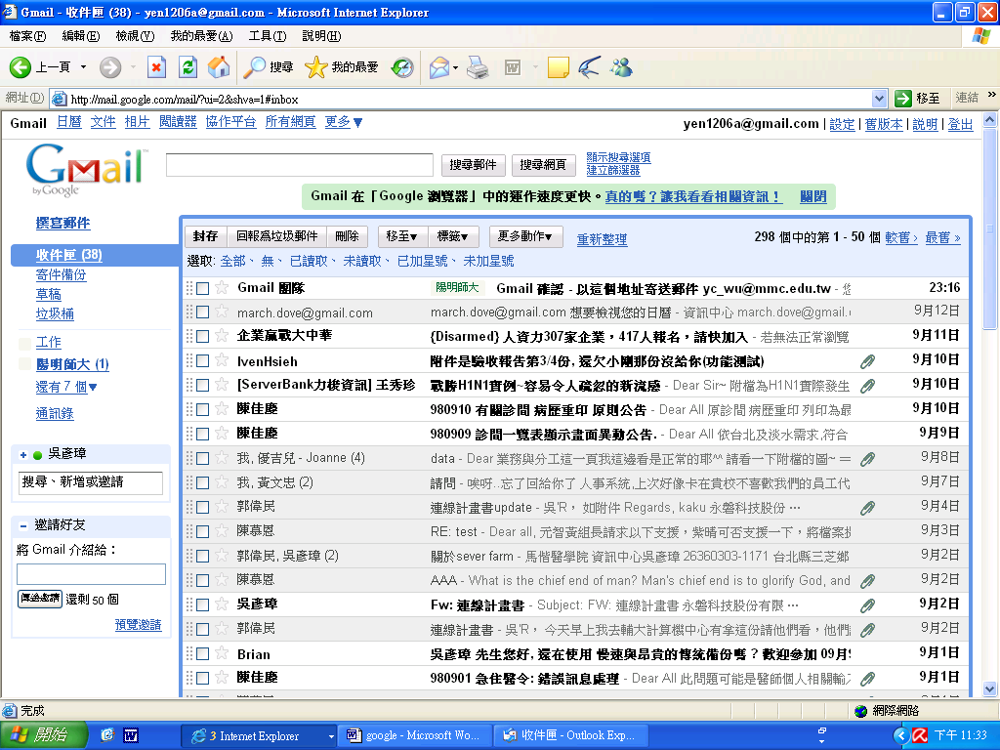 Gmail - 收件匣 (38) - yen1206a@gmail.com - Microsoft Internet Explorer
檔案(F) 編輯(E) 檢視(V) 我的最愛(A) 工具(T) 說明(H)
上一頁 搜尋 我的最愛
網址(D) http://mail.google.com/mail/?ui=2&shva=1#inbox 移至 連結 »
Gmail 日曆 文件 相片 閱讀器 協作平台 所有網頁 更多▼ yen1206a@gmail.com | 設定 | 舊版本 | 說明 | 登出
Gmail™ by Google 搜尋郵件 搜尋網頁 顯示搜尋選項
建立篩選器
Gmail 在「Google 瀏覽器」中的運作速度更快。真的嗎？讓我看看相關資訊！ 關閉
撰寫郵件
收件匣 (38)
寄件備份
草稿
垃圾桶
工作
陽明師大 (1)
還有 7 個▼
通訊錄
吳彥璋
搜尋、新增或邀請
邀請好友
將 Gmail 介紹給：
傳送邀請 還剩 50 個
預覽邀請
封存 回報為垃圾郵件 刪除 移至▼ 標籤▼ 更多動作▼ 重新整理 298 個中的第 1 - 50 個 較舊 › 最舊 »
選取: 全部、 無、 已讀取、 未讀取、 已加星號、 未加星號
Gmail 團隊 陽明師大 Gmail 確認 - 以這個地址寄送郵件 yc_wu@mmc.edu.tw - 您 23:16
march.dove@gmail.com march.dove@gmail.com 想要檢視您的日曆 - 資訊中心 march.dove@gmail. 9月12日
企業贏戰大中華 {Disarmed} 人資力307家企業，417人報名，請快加入 - 若無法正常瀏覽 9月11日
IvenHsieh 附件是驗收報告第3/4份, 還欠小剛那份沒給你(功能測試) 9月10日
[ServerBank力梭資訊] 王秀珍 戰勝H1N1實例~容易令人疏忽的新流感 - Dear Sir~ 附檔為H1N1實際發生 9月10日
陳佳慶 980910 有關診間 病歷重印 原則公告 - Dear All 原診間 病歷重印 列印為最 9月10日
陳佳慶 980909 診間一覽表顯示畫面異動公告. - Dear All 依台北及淡水需求,符合 9月9日
我, 優吉兒 - Joanne (4) data - Dear 業務與分工這一頁我這邊看是正常的耶^^ 請看一下附檔的圖~ == 9月8日
我, 黃文忠 (2) 請問 - 唉呀..忘了回給你了 人事系統,上次好像卡在貴校不喜歡我們的員工代 9月7日
郭偉民 連線計畫書update - 吳'R， 如附件 Regards, kaku 永磐科技股份 … 9月4日
陳慕恩 RE: test - Dear all, 元智黃組長請求以下支援，紫晞可否支援一下，將檔案 9月3日
郭偉民, 吳彥璋 (2) 關於sever farm - 馬偕醫學院 資訊中心吳彥璋 26360303-1171 台北縣三芝鄉 9月2日
陳慕恩 AAA - What is the chief end of man? Man's chief end is to glorify God, and 9月2日
吳彥璋 Fw: 連線計畫書 - Subject: FW: 連線計畫書 永磐科技股份有限 … 9月2日
郭偉民 連線計畫書 - 吳'R， 今天早上我去輔大計算機中心有拿這份請他們看，他們 9月2日
Brian 吳彥璋 先生您好, 還在使用 慢速與昂貴的傳統備份嗎？歡迎參加 09月 9月1日
陳佳慶 980901 急住醫令: 錯誤訊息處理 - Dear All 此問題可能是醫師個人相關輸 9月1日
完成 網際網路
開始 3 Internet Explorer google - Microsoft Wo... 收件匣 - Outlook Exp... 下午 11:33